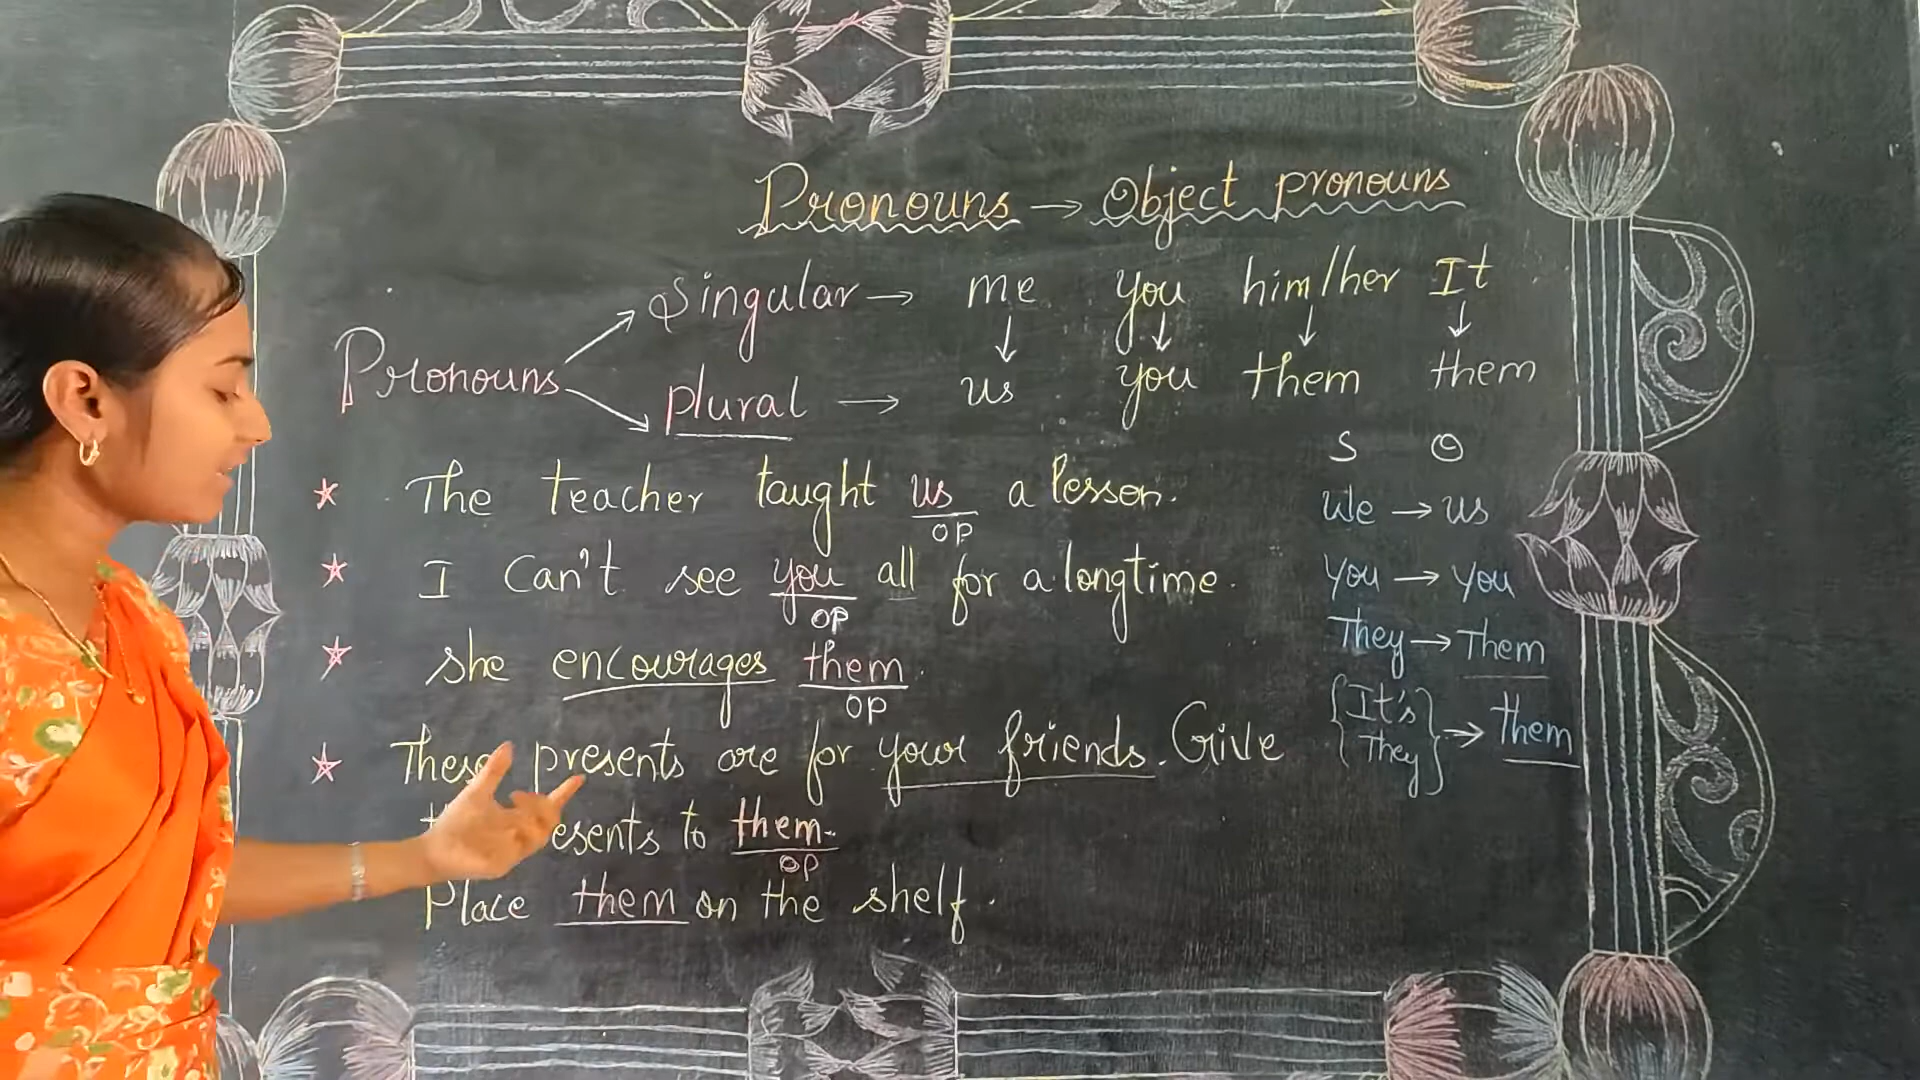 Pronouns → Object pronouns
Singular → me you him/her It
Pronouns
plural → us you them them
S O
The teacher taught us a lesson.
OP
We → us
I Can't see you all for a longtime.
OP
you → you
She encourages them.
OP
They → Them
These presents are for your friends. Give
{It's They} → them
esents to them.
OP
Place them on the shelf.